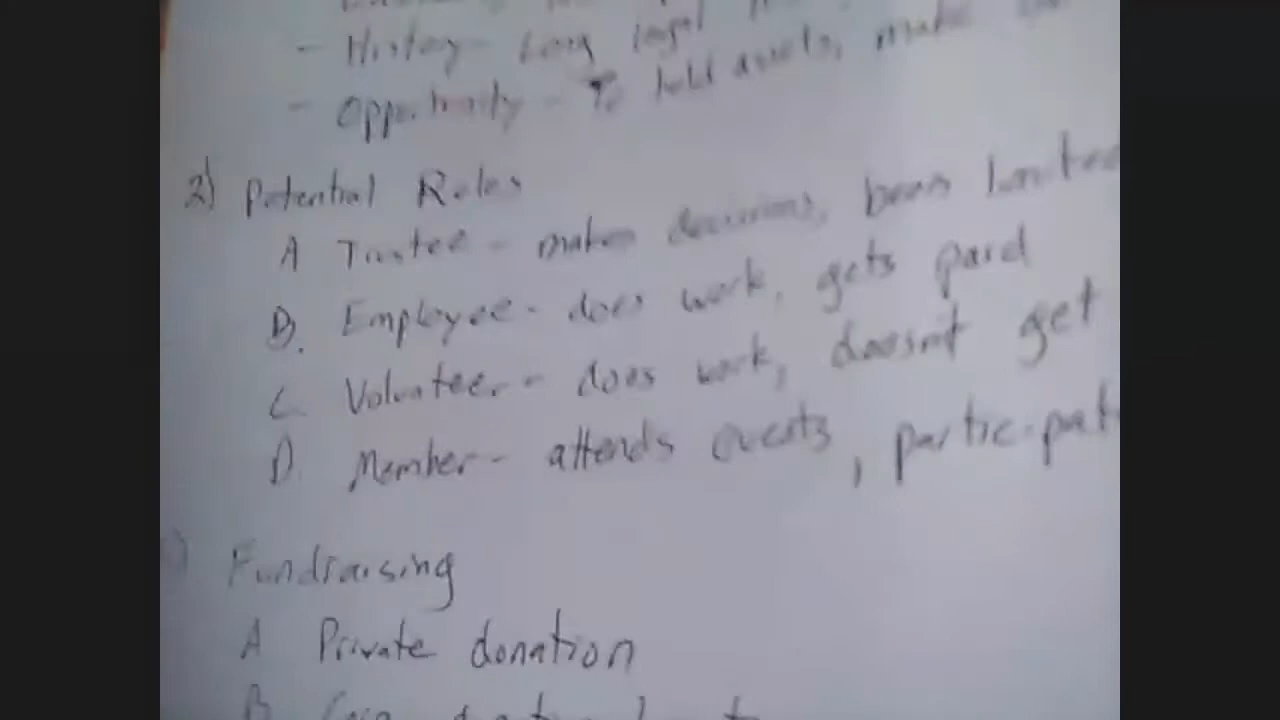 - History - Long legal
- Opportunity - To hold assets, make
2) Potential Roles
A Trustee - makes decisions, bears limited
B. Employee - does work, gets paid
C. Volunteer - does work, doesn't get
D. Member - attends events, participat
) Fundraising
A Private donation
B